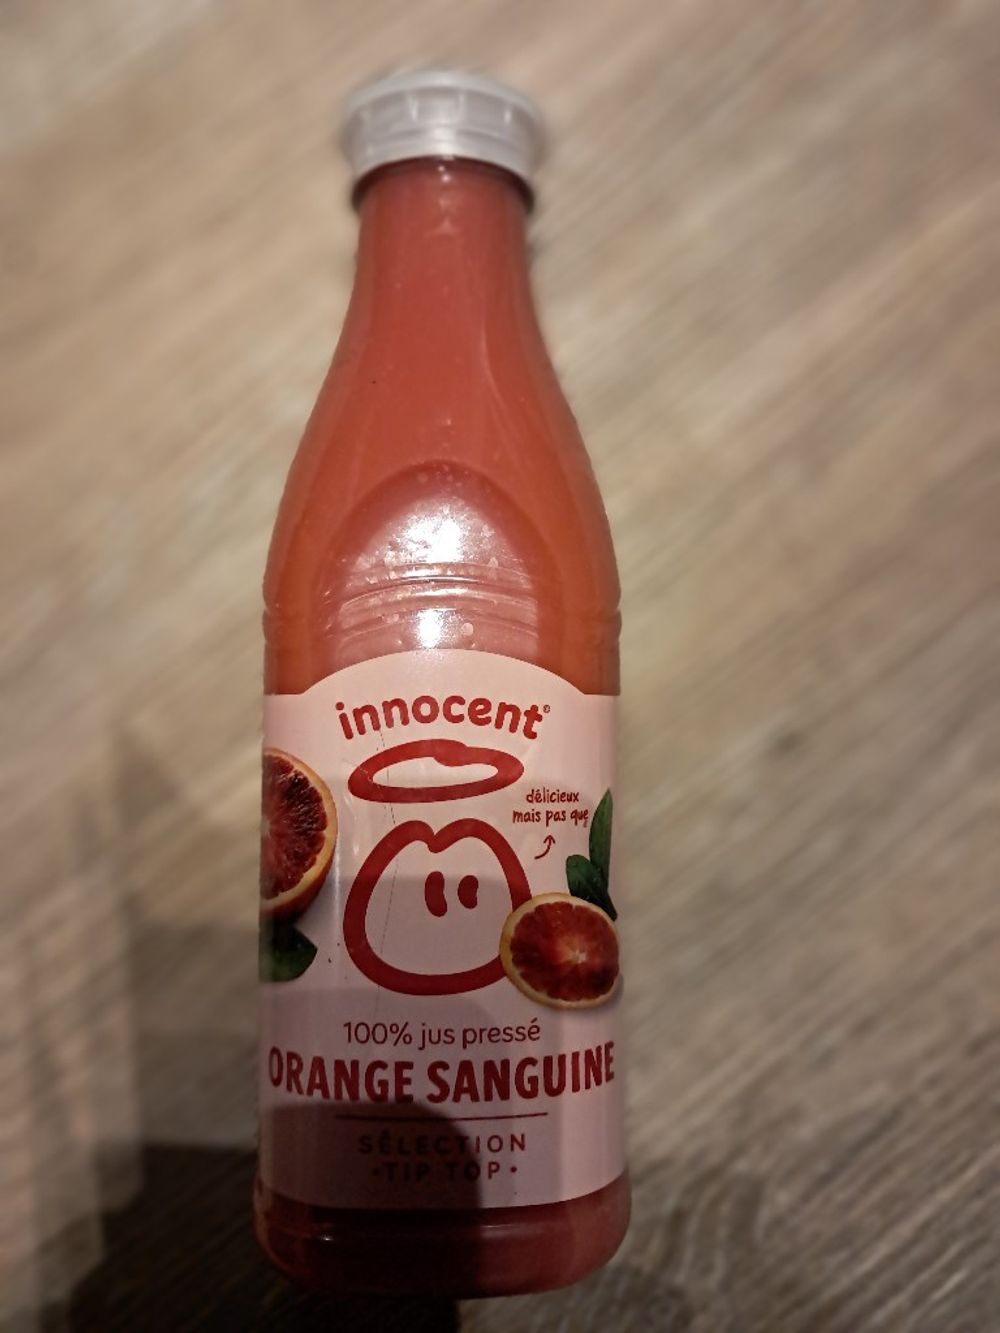 innocent®
délicieux
mais pas que
100% jus pressé
ORANGE SANGUINE
SÉLECTION
•TIP TOP•